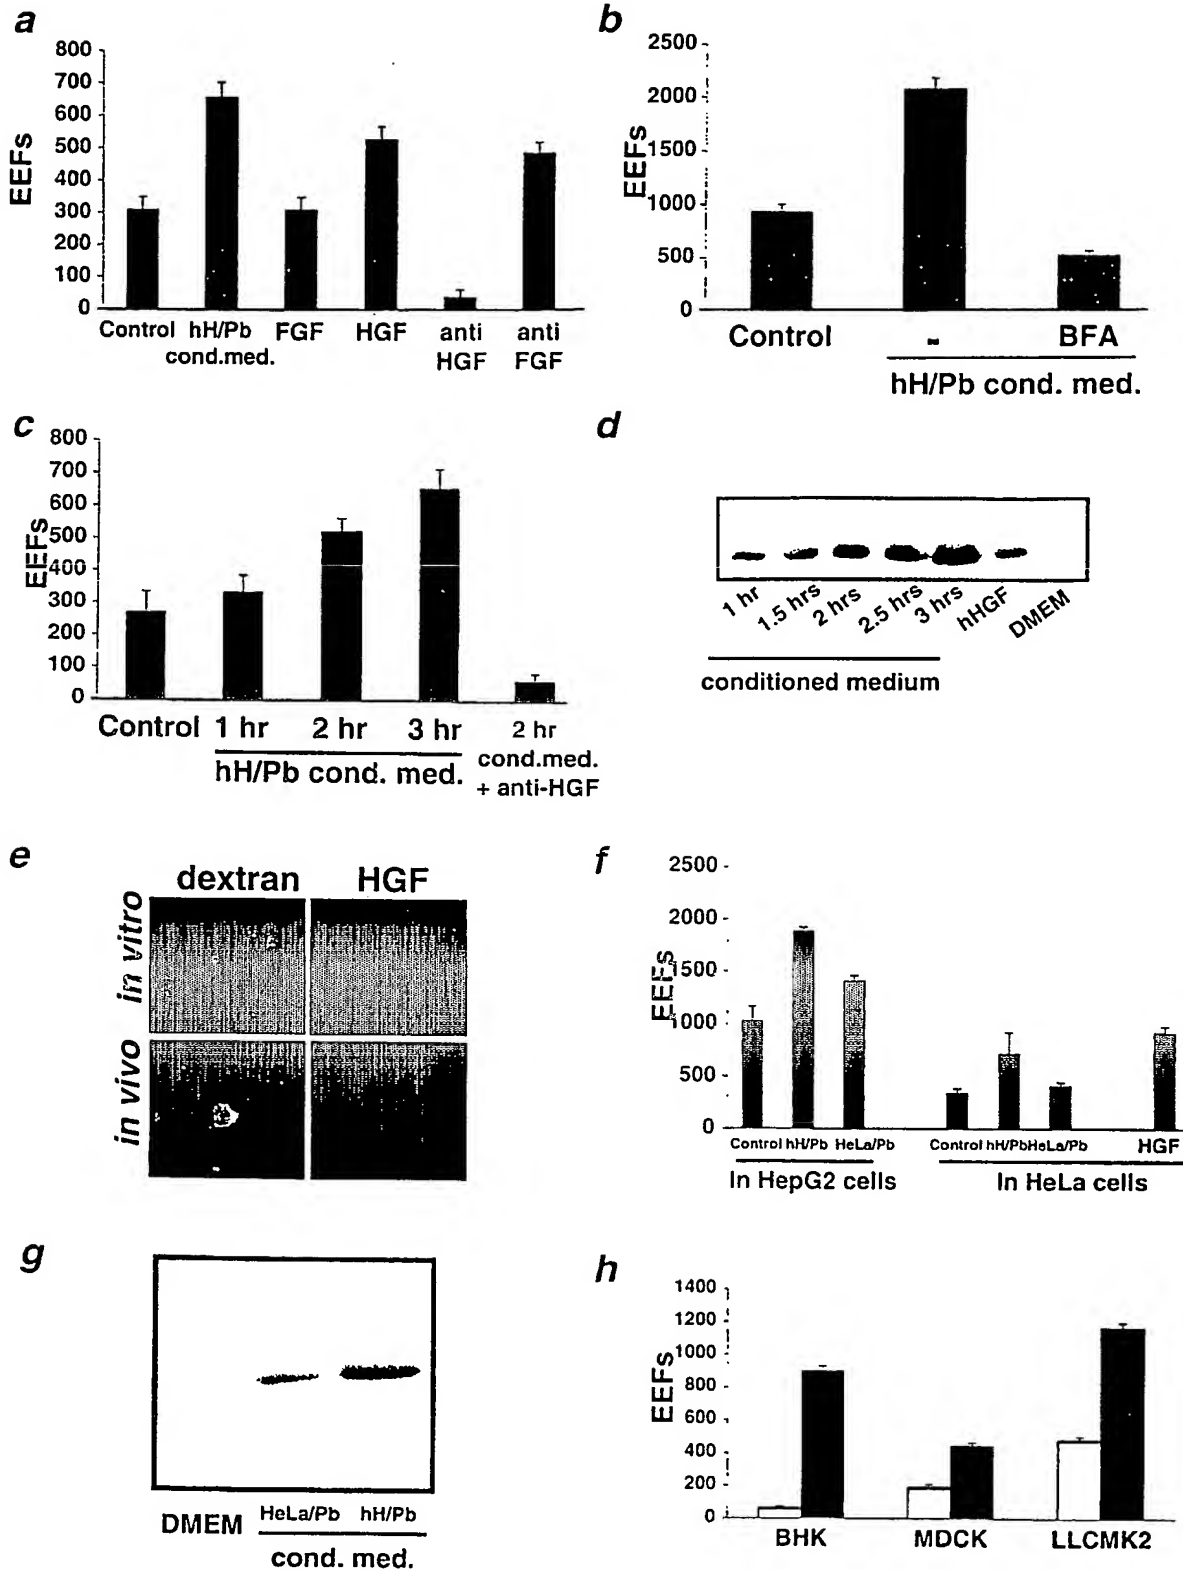 a
800
700
600
500
400
300
200
100
0
EEFs
Control hH/Pb FGF HGF anti anti
cond.med. HGF FGF
b
2500
2000
1500
1000
500
0
EEFs
Control - BFA
hH/Pb cond. med.
c
800
700
600
500
400
300
200
100
0
EEFs
Control 1 hr 2 hr 3 hr 2 hr
hH/Pb cond. med. cond.med.
+ anti-HGF
d
1 hr 1.5 hrs 2 hrs 2.5 hrs 3 hrs hHGF DMEM
conditioned medium
e
dextran HGF
in vitro
in vivo
f
2500
2000
1500
1000
500
0
EEFs
Control hH/Pb HeLa/Pb Control hH/Pb HeLa/Pb HGF
In HepG2 cells In HeLa cells
g
DMEM HeLa/Pb hH/Pb
cond. med.
h
1400
1200
1000
800
600
400
200
0
EEFs
BHK MDCK LLCMK2